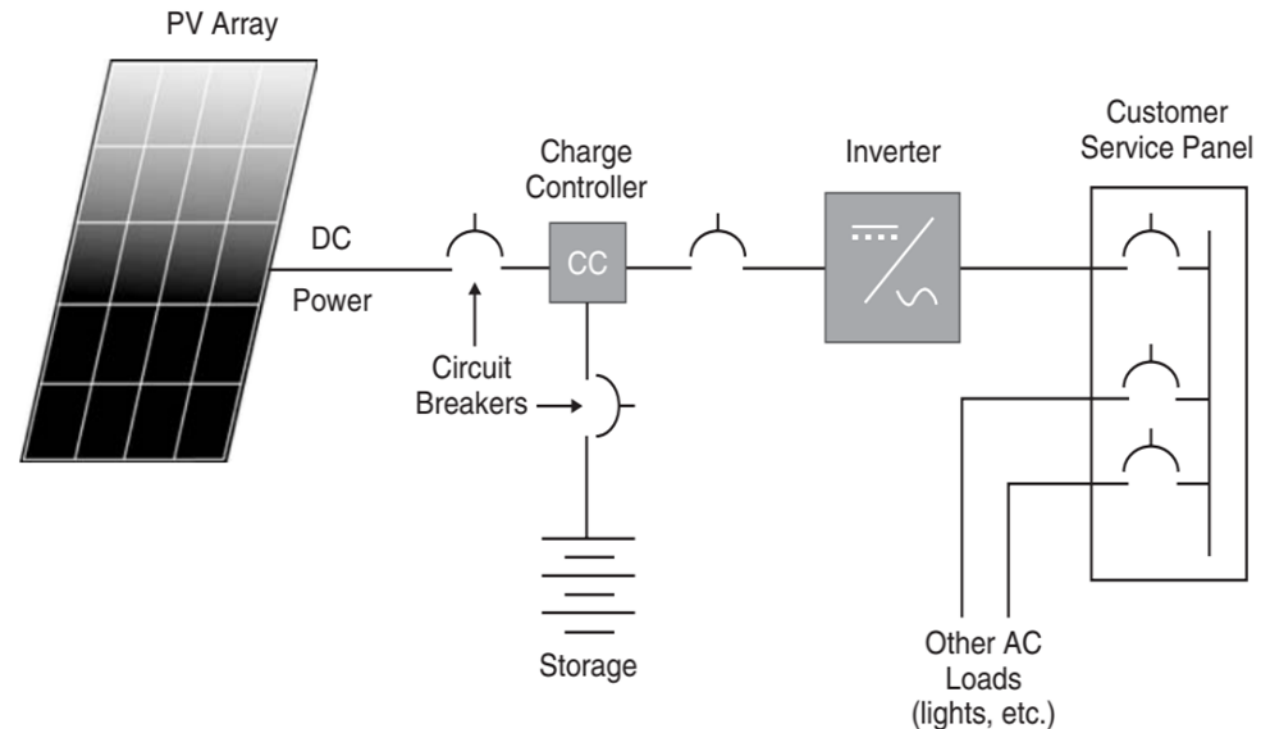 PV Array
DC
Power
Circuit
Breakers
Charge
Controller
CC
Storage
Inverter
Customer
Service Panel
Other AC
Loads
(lights, etc.)